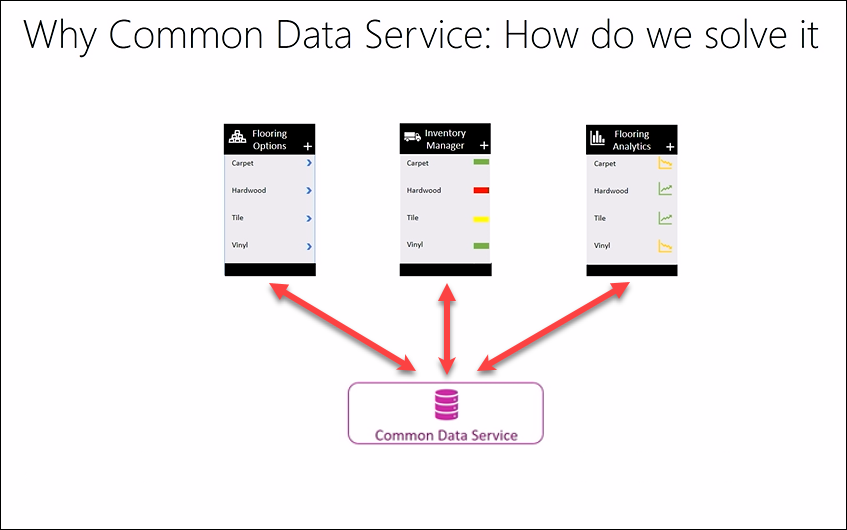 Why Common Data Service: How do we solve it
Flooring
Options
+
Carpet
Hardwood
Tile
Vinyl
Inventory
Manager
+
Carpet
Hardwood
Tile
Vinyl
Flooring
Analytics
+
Carpet
Hardwood
Tile
Vinyl
Common Data Service